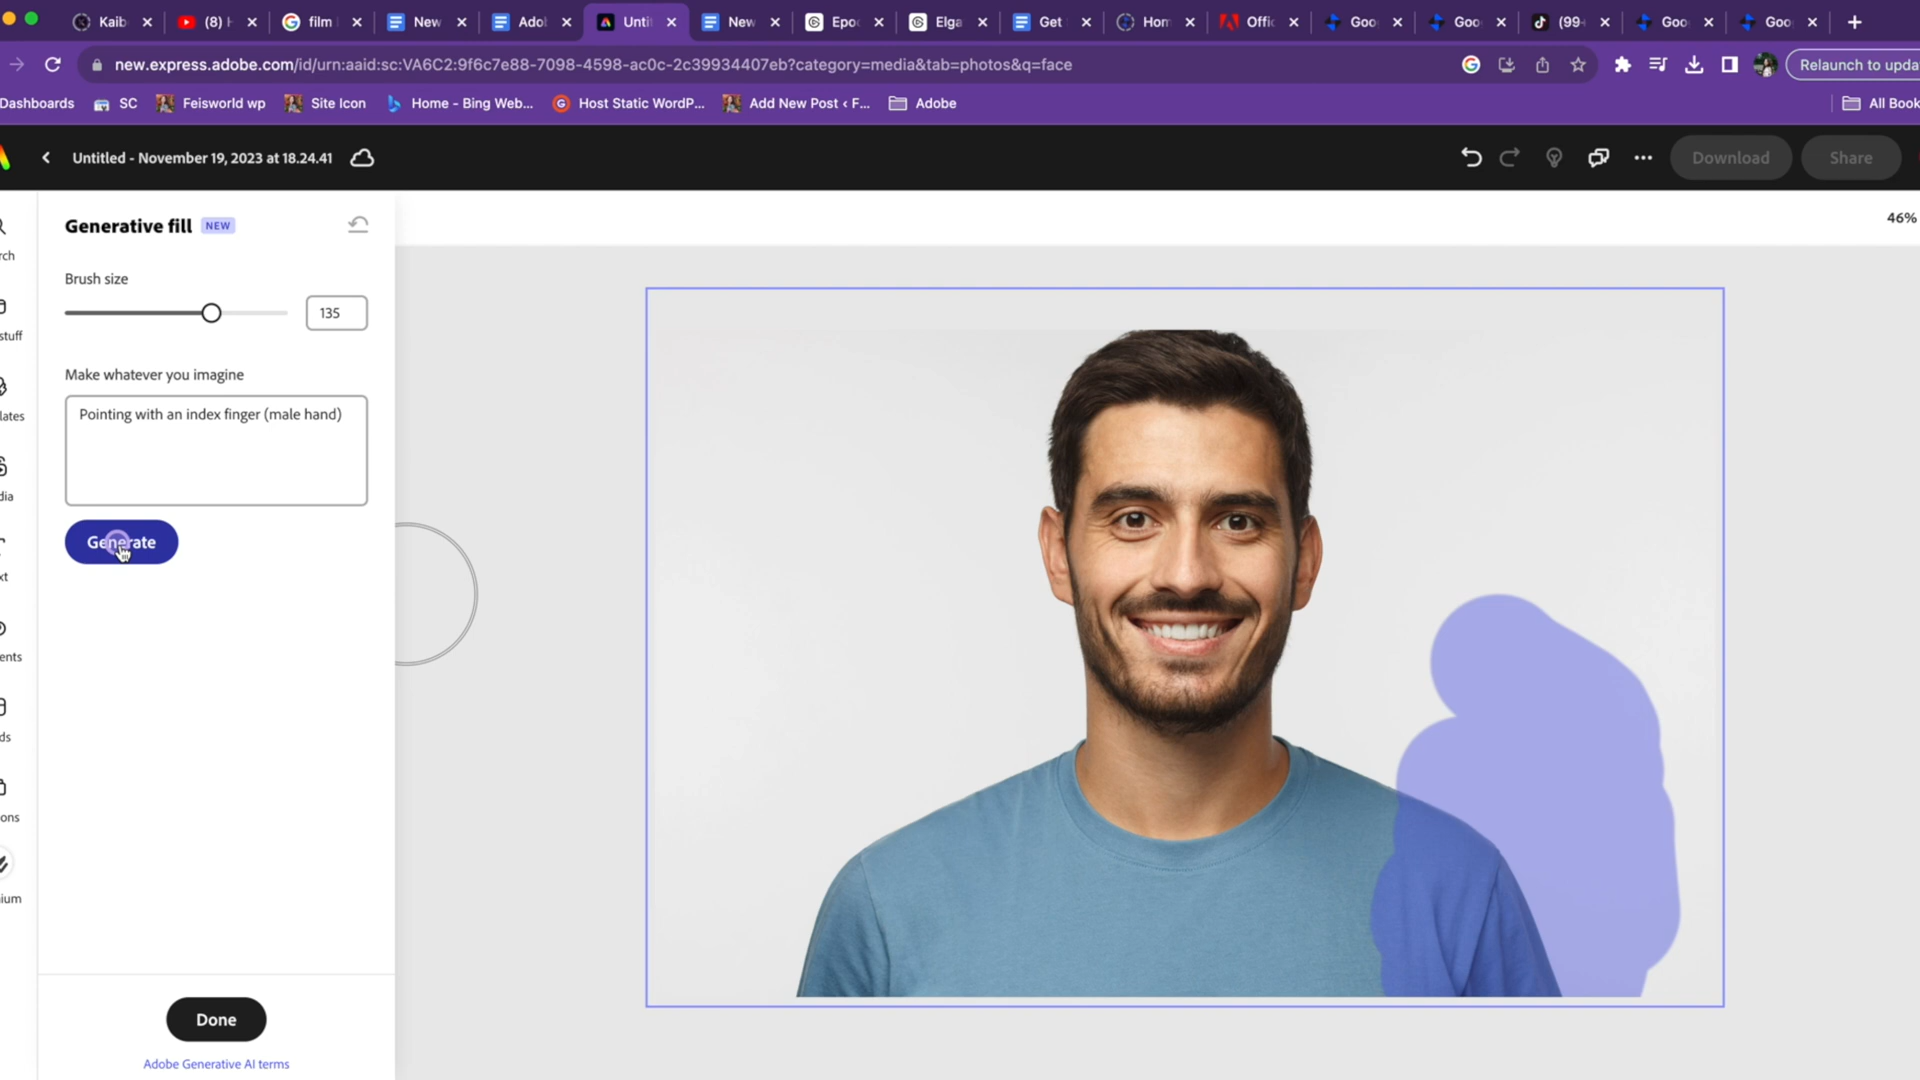 Kaib
(8) H
film
New
Adol
Unti
New
Epo
Elga
Get
Hom
Offic
Goo
Goo
(99
Goo
Goo
new.express.adobe.com/id/urn:aaid:sc:VA6C2:9f6c7e88-7098-4598-ac0c-2c39934407eb?category=media&tab=photos&q=face
Relaunch to upda
Dashboards
SC
Feisworld wp
Site Icon
Home - Bing Web...
Host Static WordP...
Add New Post ‹ F...
Adobe
All Book
Untitled - November 19, 2023 at 18.24.41
Download
Share
Generative fill NEW
46%
rch
Brush size
135
stuff
Make whatever you imagine
Pointing with an index finger (male hand)
lates
dia
Generate
xt
ents
ds
ons
ium
Done
Adobe Generative AI terms